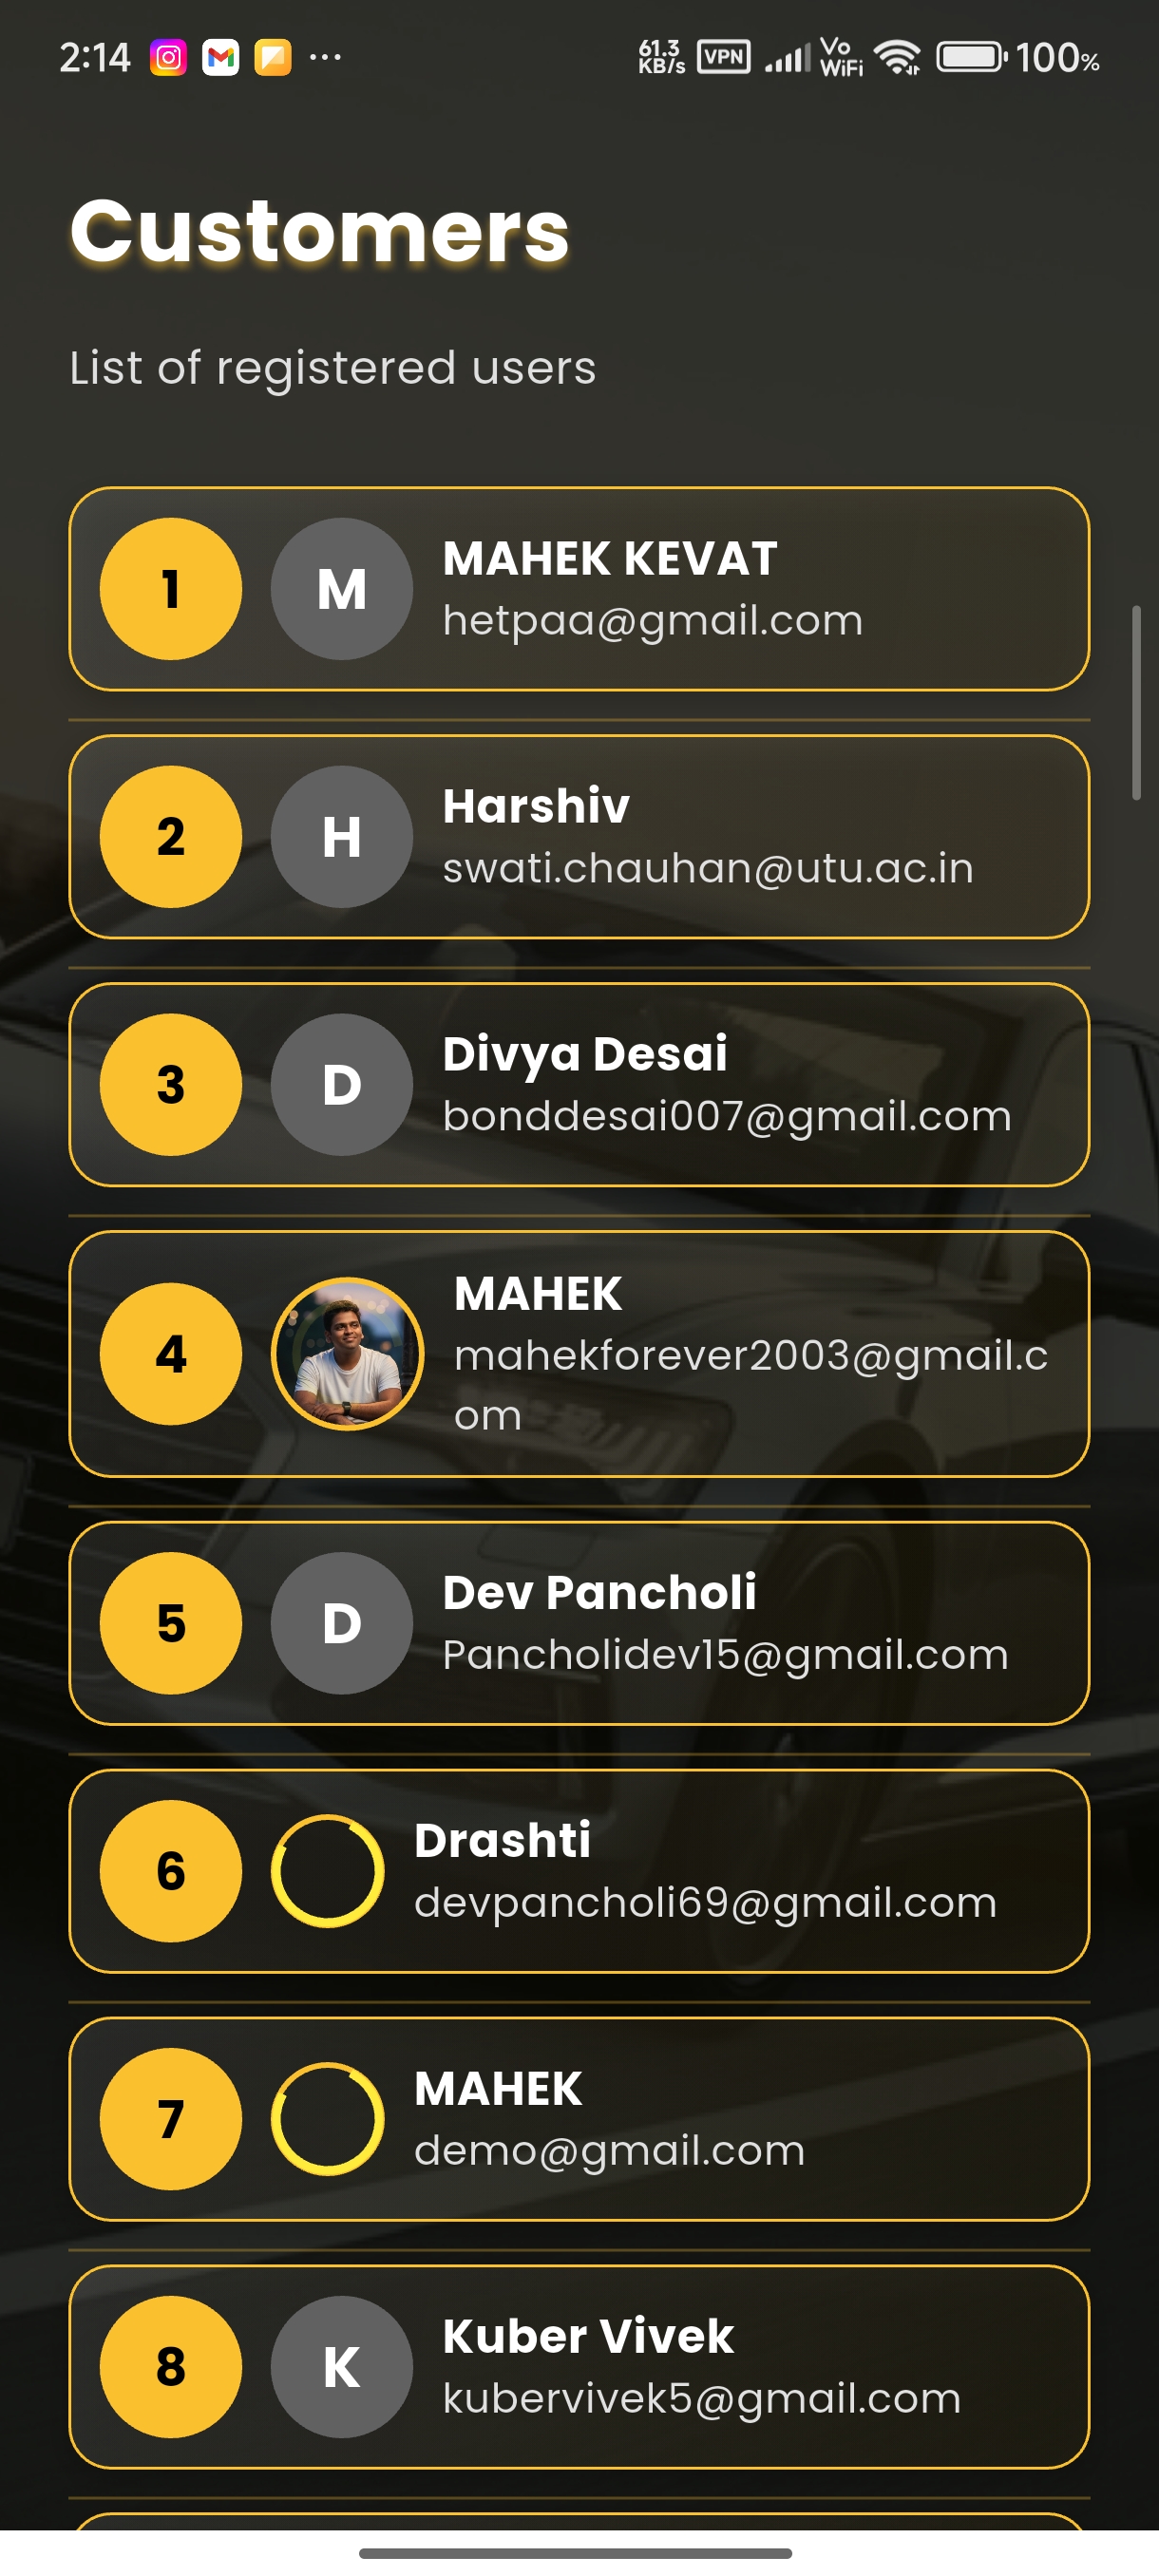 2:14 ... 61.3 KB/s VPN Vo WiFi 100%
Customers
List of registered users
1 M MAHEK KEVAT
hetpaa@gmail.com
2 H Harshiv
swati.chauhan@utu.ac.in
3 D Divya Desai
bonddesai007@gmail.com
4 MAHEK
mahekforever2003@gmail.c
om
5 D Dev Pancholi
Pancholidev15@gmail.com
6 Drashti
devpancholi69@gmail.com
7 MAHEK
demo@gmail.com
8 K Kuber Vivek
kubervivek5@gmail.com